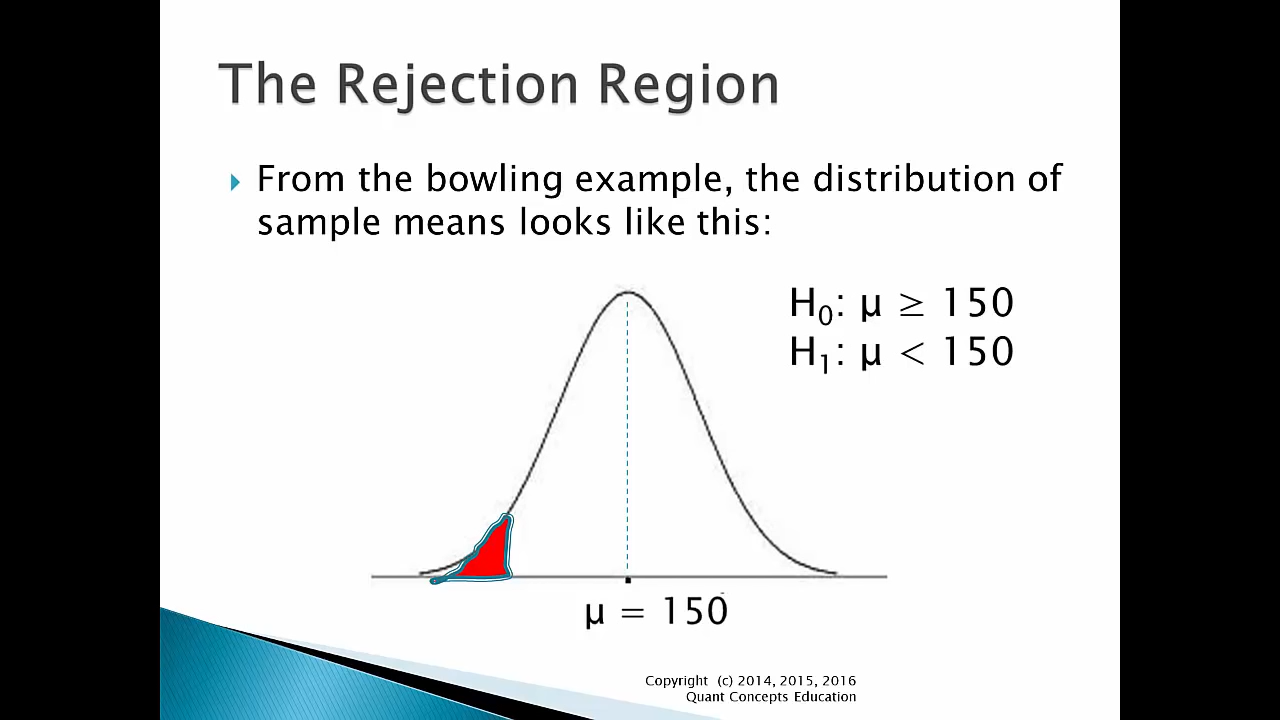 The Rejection Region
From the bowling example, the distribution of
sample means looks like this:
H₀: μ ≥ 150
H₁: μ < 150
μ = 150
Copyright (c) 2014, 2015, 2016
Quant Concepts Education